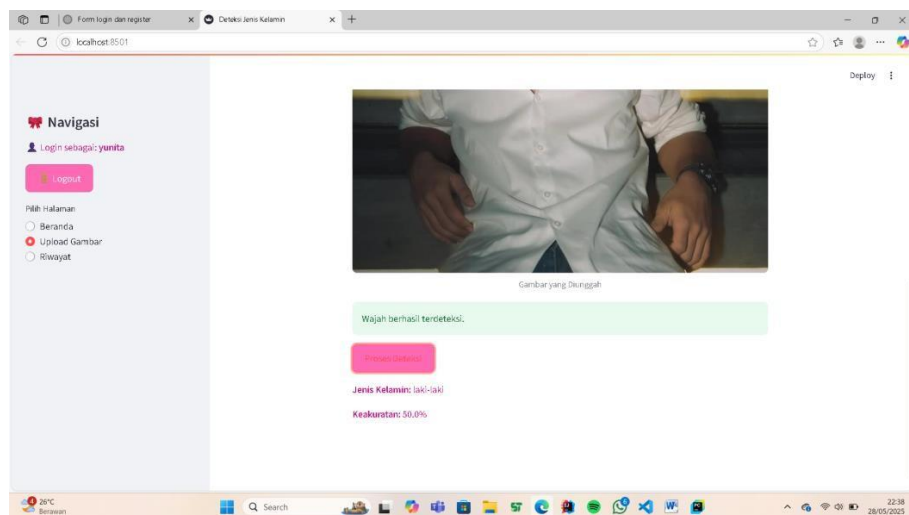 Form login dan register
Deteksi Jenis Kelamin
localhost:8501
Deploy
Navigasi
Login sebagai: yunita
Logout
Pilih Halaman
Beranda
Upload Gambar
Riwayat
Gambar yang Diunggah
Wajah berhasil terdeteksi.
Proses Deteksi
Jenis Kelamin: laki-laki
Keakuratan: 50.0%
26°C
Berawan
Search
22:38
28/05/2025